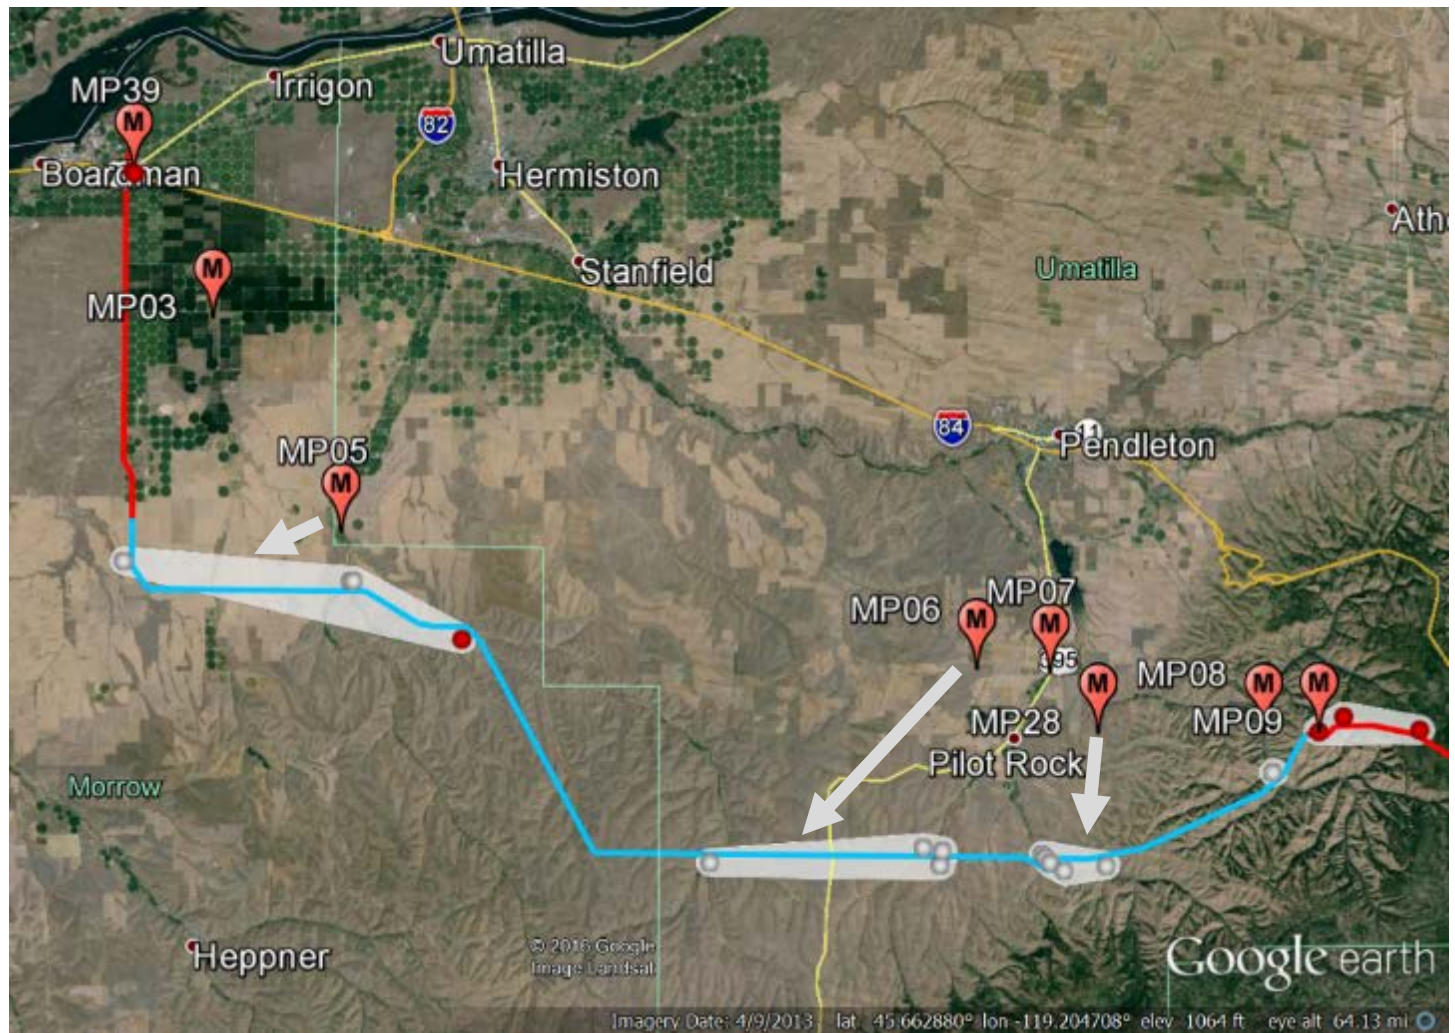 Umatilla
Irrigon
MP39
M
82
Boardman
Hermiston
Ath
M
Stanfield
Umatilla
MP03
84
Pendleton
MP05
M
MP07
MP06
M
M
395
MP08
M
M
M
MP28
MP09
Pilot Rock
Morrow
Heppner
© 2016 Google
Image Landsat
Google earth
Imagery Date: 4/9/2013 lat 45.662880° lon -119.204708° elev 1064 ft eye alt 64.13 mi